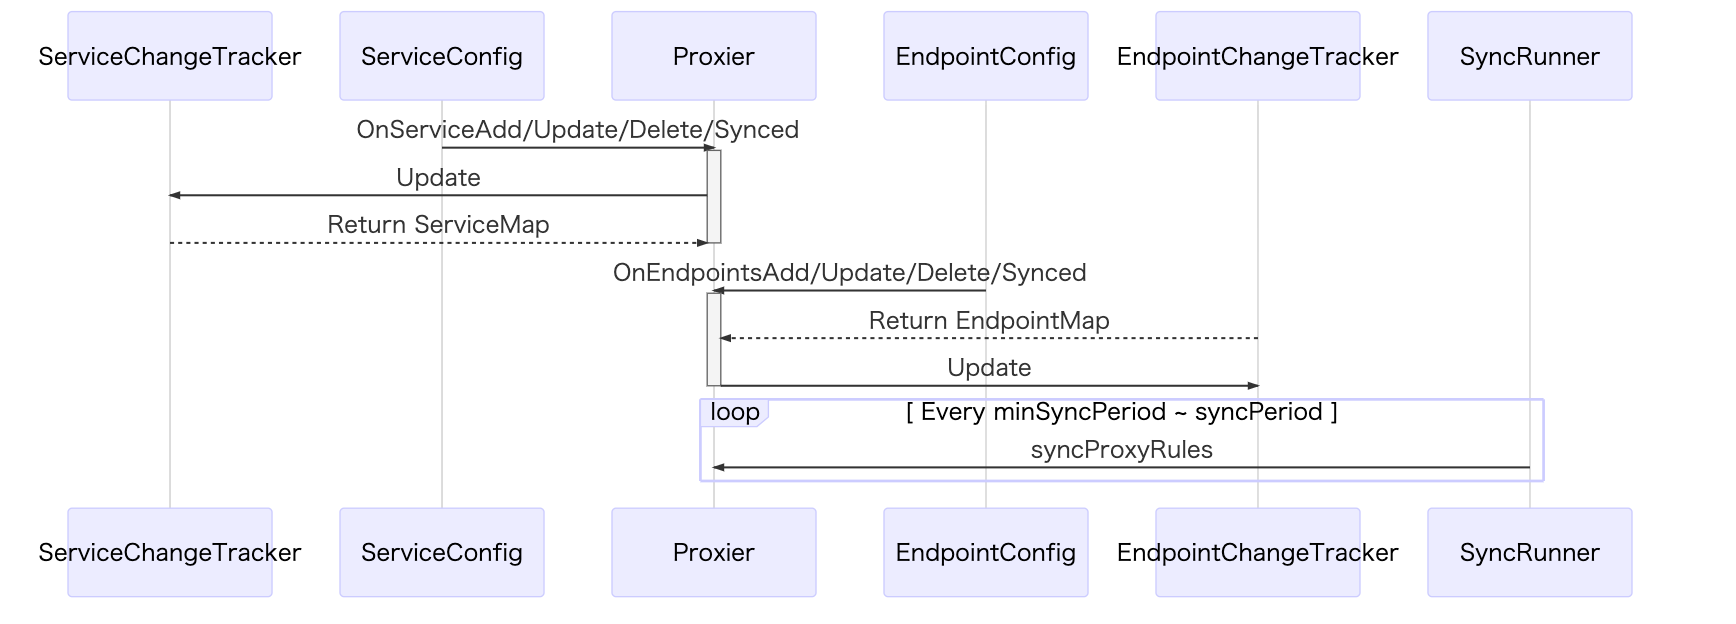 ServiceChangeTracker
ServiceConfig
Proxier
EndpointConfig
EndpointChangeTracker
SyncRunner
OnServiceAdd/Update/Delete/Synced
Update
Return ServiceMap
OnEndpointsAdd/Update/Delete/Synced
Return EndpointMap
Update
loop
[ Every minSyncPeriod ~ syncPeriod ]
syncProxyRules
ServiceChangeTracker
ServiceConfig
Proxier
EndpointConfig
EndpointChangeTracker
SyncRunner